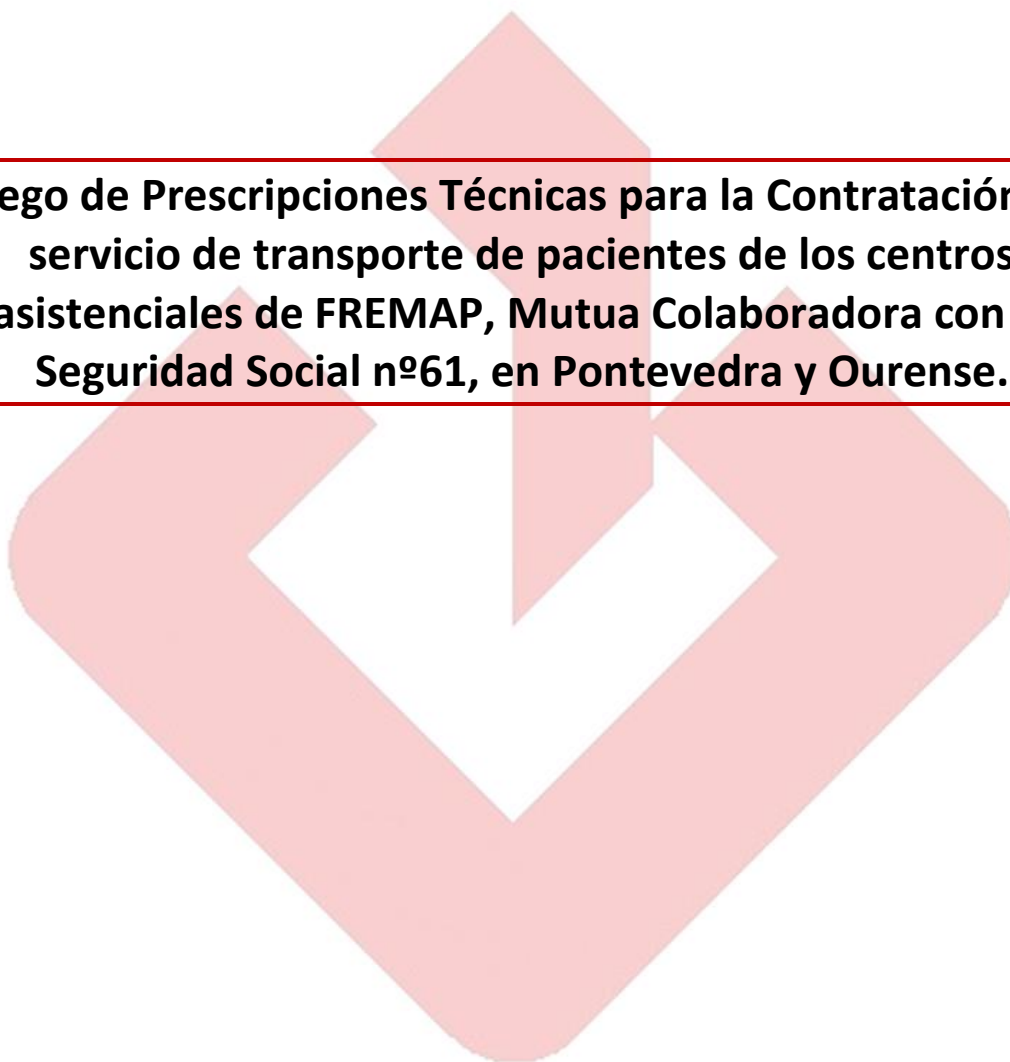 ego de Prescripciones Técnicas para la Contratación
servicio de transporte de pacientes de los centros
asistenciales de FREMAP, Mutua Colaboradora con
Seguridad Social nº61, en Pontevedra y Ourense.